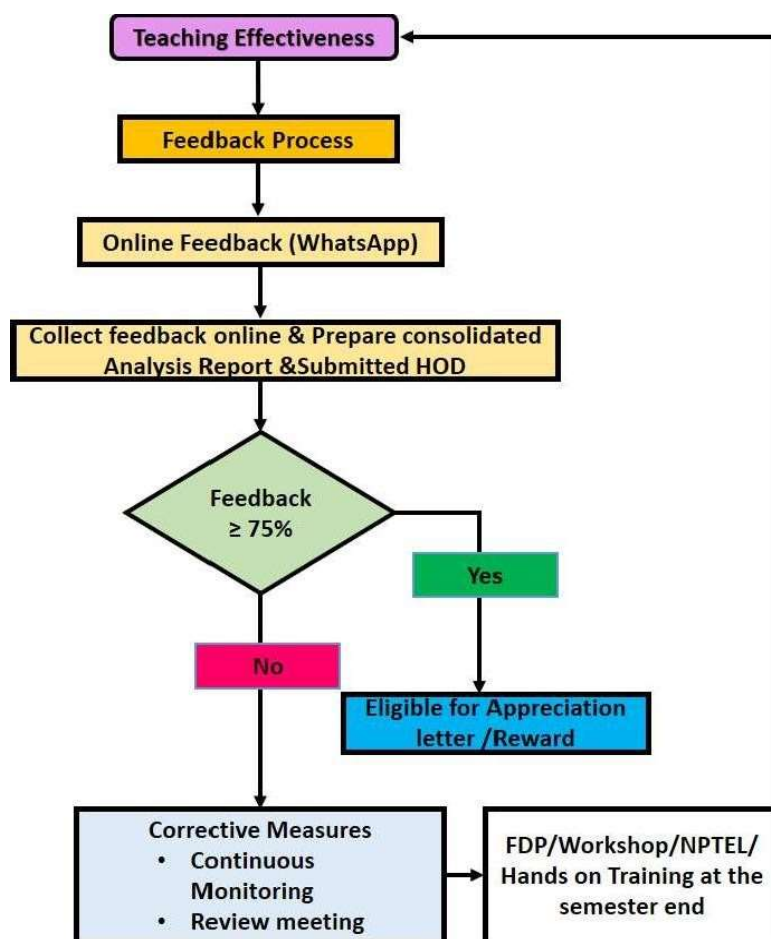 Teaching Effectiveness
Feedback Process
Online Feedback (WhatsApp)
Collect feedback online & Prepare consolidated
Analysis Report &Submitted HOD
Feedback
≥ 75%
Yes
No
Eligible for Appreciation
letter /Reward
Corrective Measures
• Continuous
Monitoring
• Review meeting
FDP/Workshop/NPTEL/
Hands on Training at the
semester end